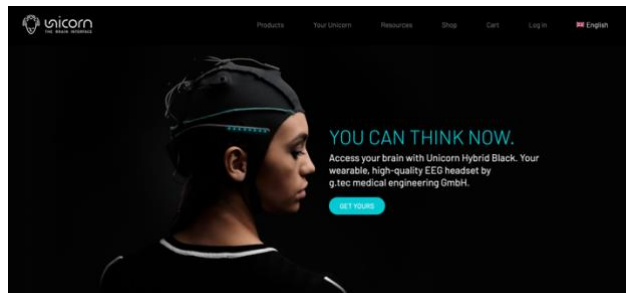 unicorn
THE BRAIN INTERFACE
Products
Your Unicorn
Resources
Shop
Cart
Log in
English
YOU CAN THINK NOW.
Access your brain with Unicorn Hybrid Black. Your
wearable, high-quality EEG headset by
g.tec medical engineering GmbH.
GET YOURS